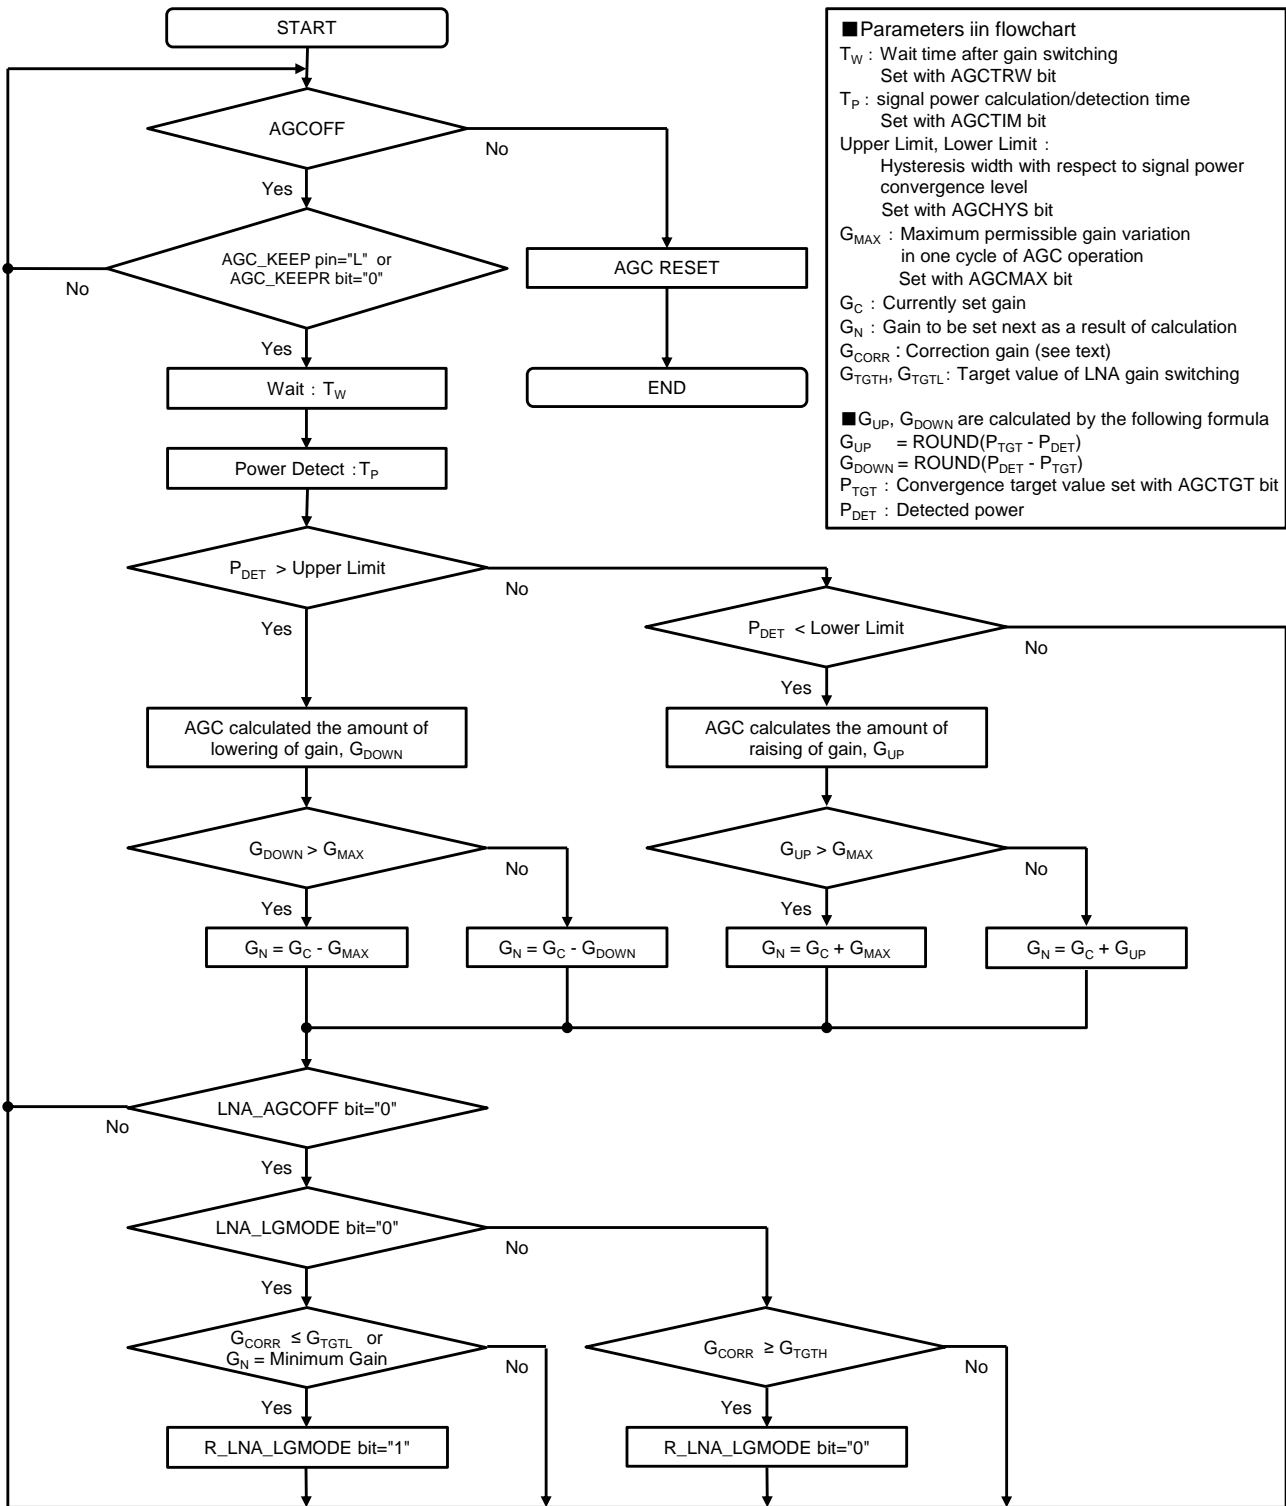 START
AGCOFF
No
Yes
AGC_KEEP pin="L" or
AGC_KEEPR bit="0"
No
Yes
AGC RESET
END
Wait : TW
Power Detect : TP
PDET > Upper Limit
No
Yes
PDET < Lower Limit
No
Yes
AGC calculated the amount of
lowering of gain, GDOWN
AGC calculates the amount of
raising of gain, GUP
GDOWN > GMAX
No
Yes
GUP > GMAX
No
Yes
GN = GC - GMAX
GN = GC - GDOWN
GN = GC + GMAX
GN = GC + GUP
LNA_AGCOFF bit="0"
No
Yes
LNA_LGMODE bit="0"
No
Yes
GCORR ≤ GTGTL or
GN = Minimum Gain
No
Yes
GCORR ≥ GTGTH
No
Yes
R_LNA_LGMODE bit="1"
R_LNA_LGMODE bit="0"
■Parameters iin flowchart
TW : Wait time after gain switching
Set with AGCTRW bit
TP : signal power calculation/detection time
Set with AGCTIM bit
Upper Limit, Lower Limit :
Hysteresis width with respect to signal power
convergence level
Set with AGCHYS bit
GMAX : Maximum permissible gain variation
in one cycle of AGC operation
Set with AGCMAX bit
GC : Currently set gain
GN : Gain to be set next as a result of calculation
GCORR : Correction gain (see text)
GTGTH, GTGTL : Target value of LNA gain switching
■GUP, GDOWN are calculated by the following formula
GUP = ROUND(PTGT - PDET)
GDOWN = ROUND(PDET - PTGT)
PTGT : Convergence target value set with AGCTGT bit
PDET : Detected power